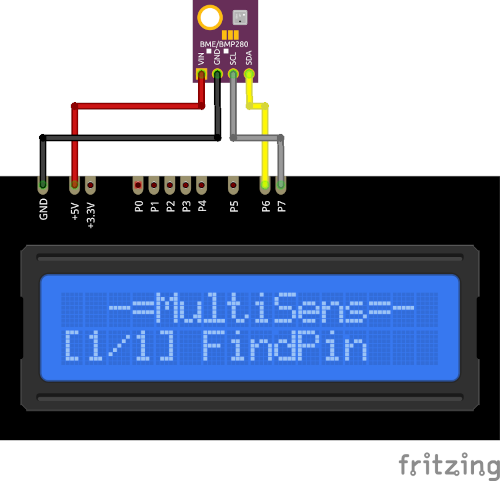 BME/BMP280
VIN
GND
SCL
SDA
GND
+5V
+3.3V
P0
P1
P2
P3
P4
P5
P6
P7
-=MultiSens=-
[1/1] FindPin
fritzing